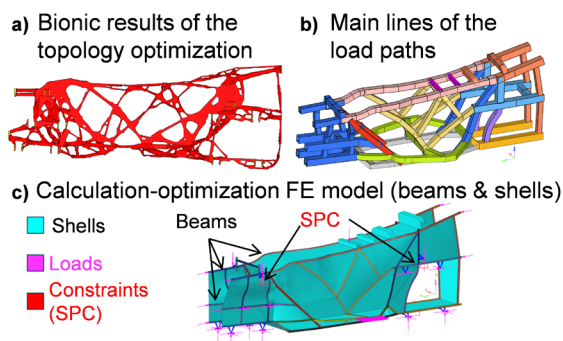 a) Bionic results of the
topology optimization
b) Main lines of the
load paths
c) Calculation-optimization FE model (beams & shells)
Beams
SPC
Shells
Loads
Constraints
(SPC)